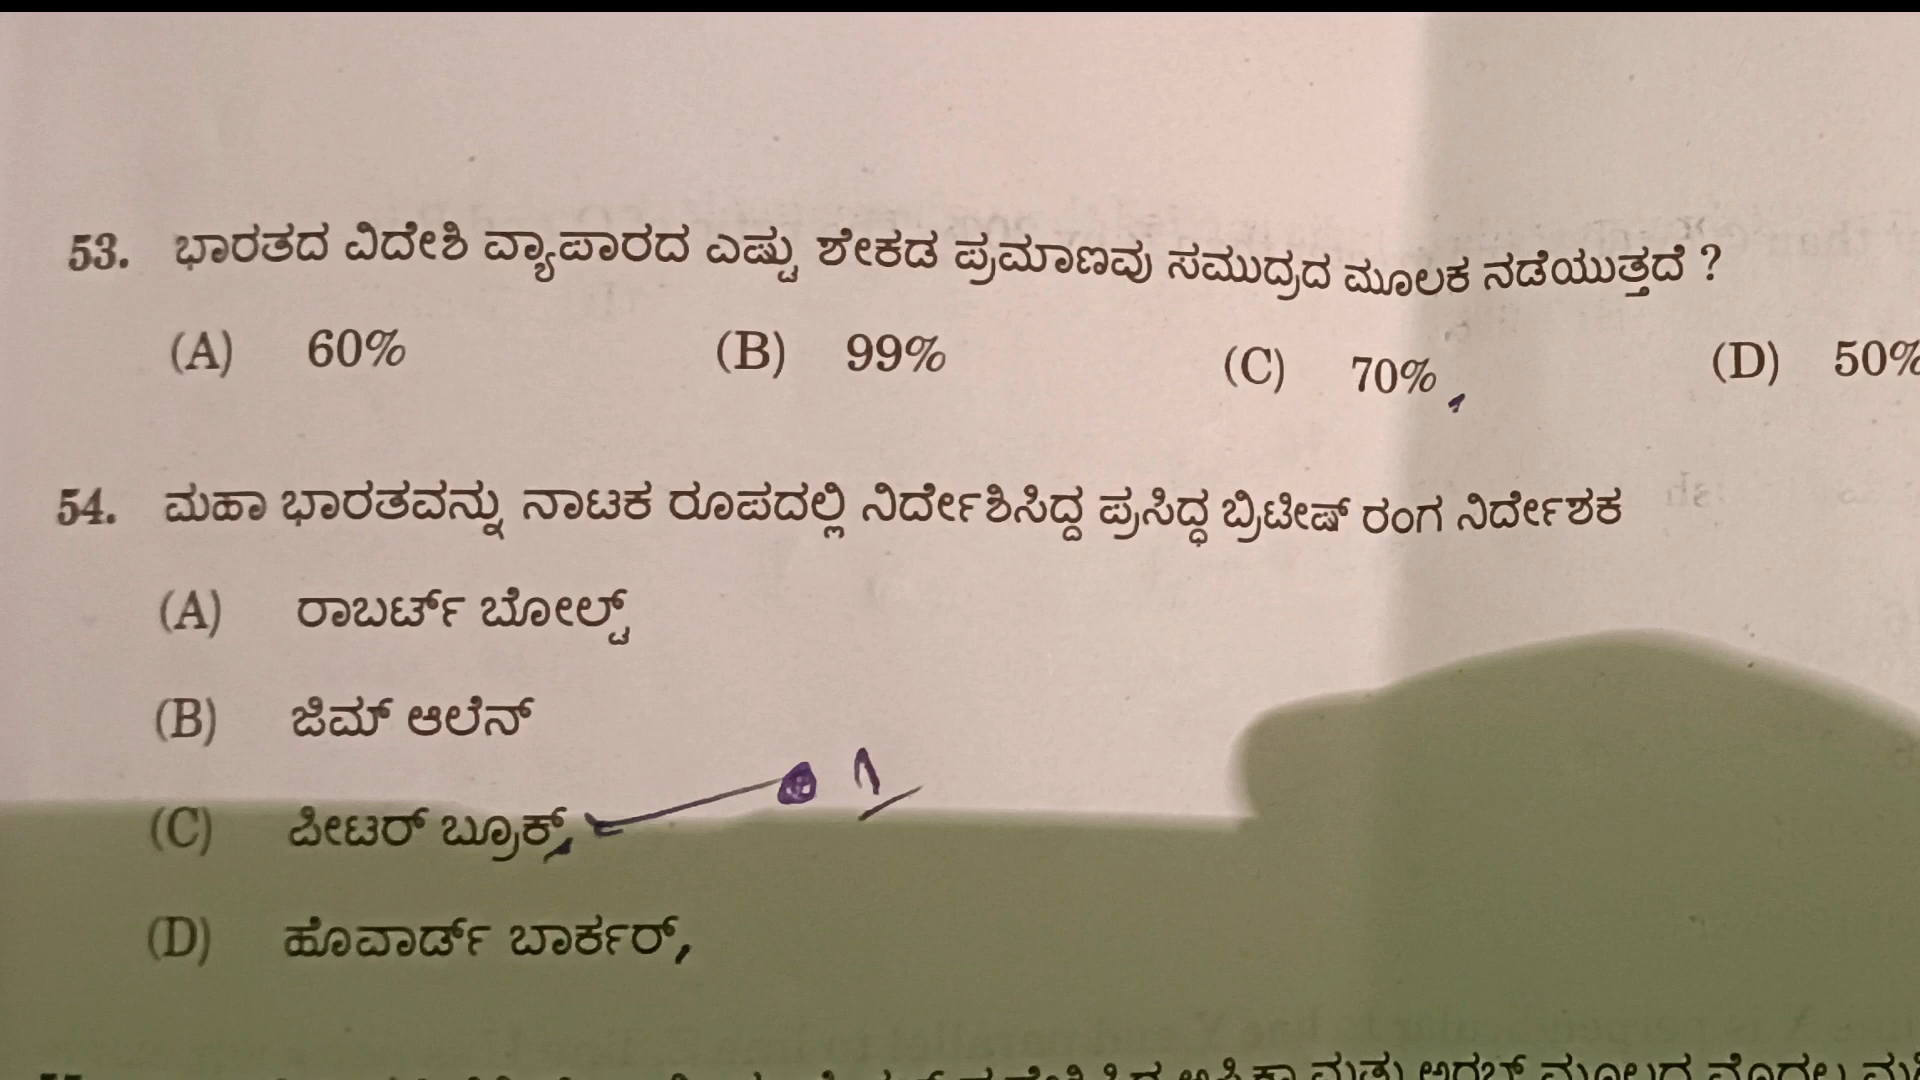 53. ಭಾರತದ ವಿದೇಶಿ ವ್ಯಾಪಾರದ ಎಷ್ಟು ಶೇಕಡ ಪ್ರಮಾಣವು ಸಮುದ್ರದ ಮೂಲಕ ನಡೆಯುತ್ತದೆ ?
(A) 60% (B) 99% (C) 70% (D) 50%
54. ಮಹಾ ಭಾರತವನ್ನು ನಾಟಕ ರೂಪದಲ್ಲಿ ನಿರ್ದೇಶಿಸಿದ್ದ ಪ್ರಸಿದ್ಧ ಬ್ರಿಟೀಷ್ ರಂಗ ನಿರ್ದೇಶಕ
(A) ರಾಬರ್ಟ್ ಬೋಲ್ಟ್
(B) ಜಿಮ್ ಆಲೆನ್
(C) ಪೀಟರ್ ಬ್ರೂಕ್
(D) ಹೊವಾರ್ಡ್ ಬಾರ್ಕರ್,